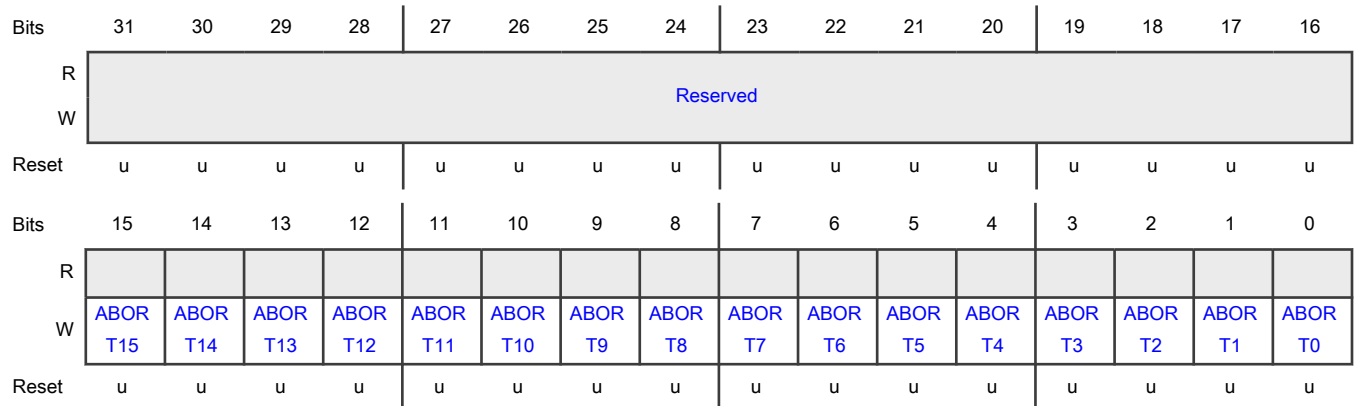 Bits 31 30 29 28 27 26 25 24 23 22 21 20 19 18 17 16
R
Reserved
W
Reset u u u u u u u u u u u u u u u u
Bits 15 14 13 12 11 10 9 8 7 6 5 4 3 2 1 0
R
W ABOR ABOR ABOR ABOR ABOR ABOR ABOR ABOR ABOR ABOR ABOR ABOR ABOR ABOR ABOR ABOR
T15 T14 T13 T12 T11 T10 T9 T8 T7 T6 T5 T4 T3 T2 T1 T0
Reset u u u u u u u u u u u u u u u u